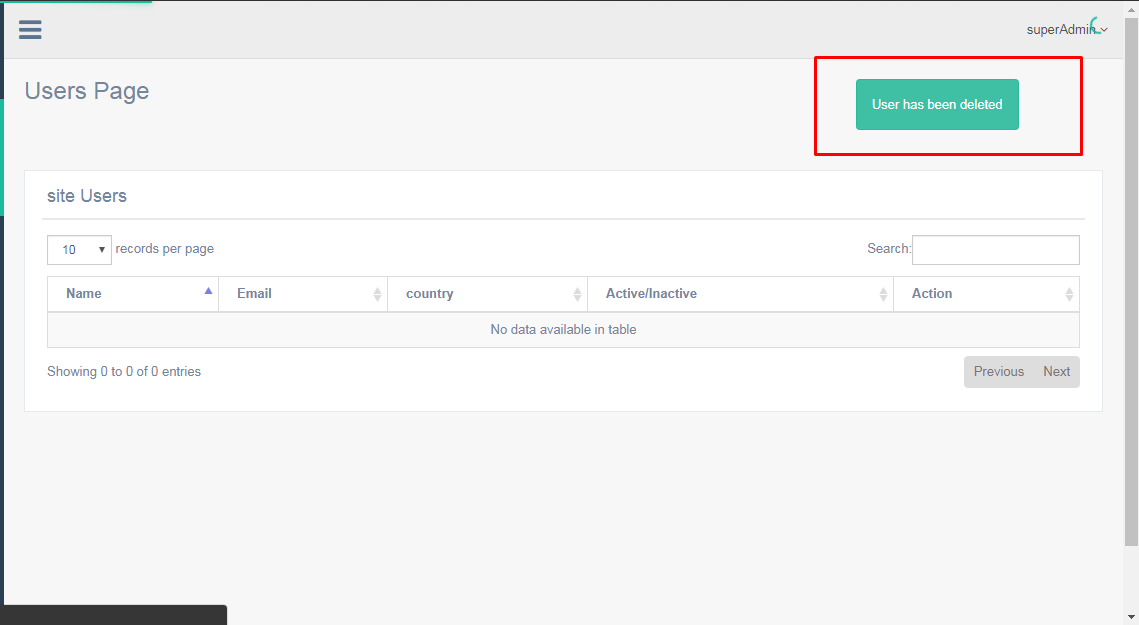 superAdmin
Users Page
User has been deleted
site Users
10 records per page
Search:
Name Email country Active/Inactive Action
No data available in table
Showing 0 to 0 of 0 entries
Previous Next